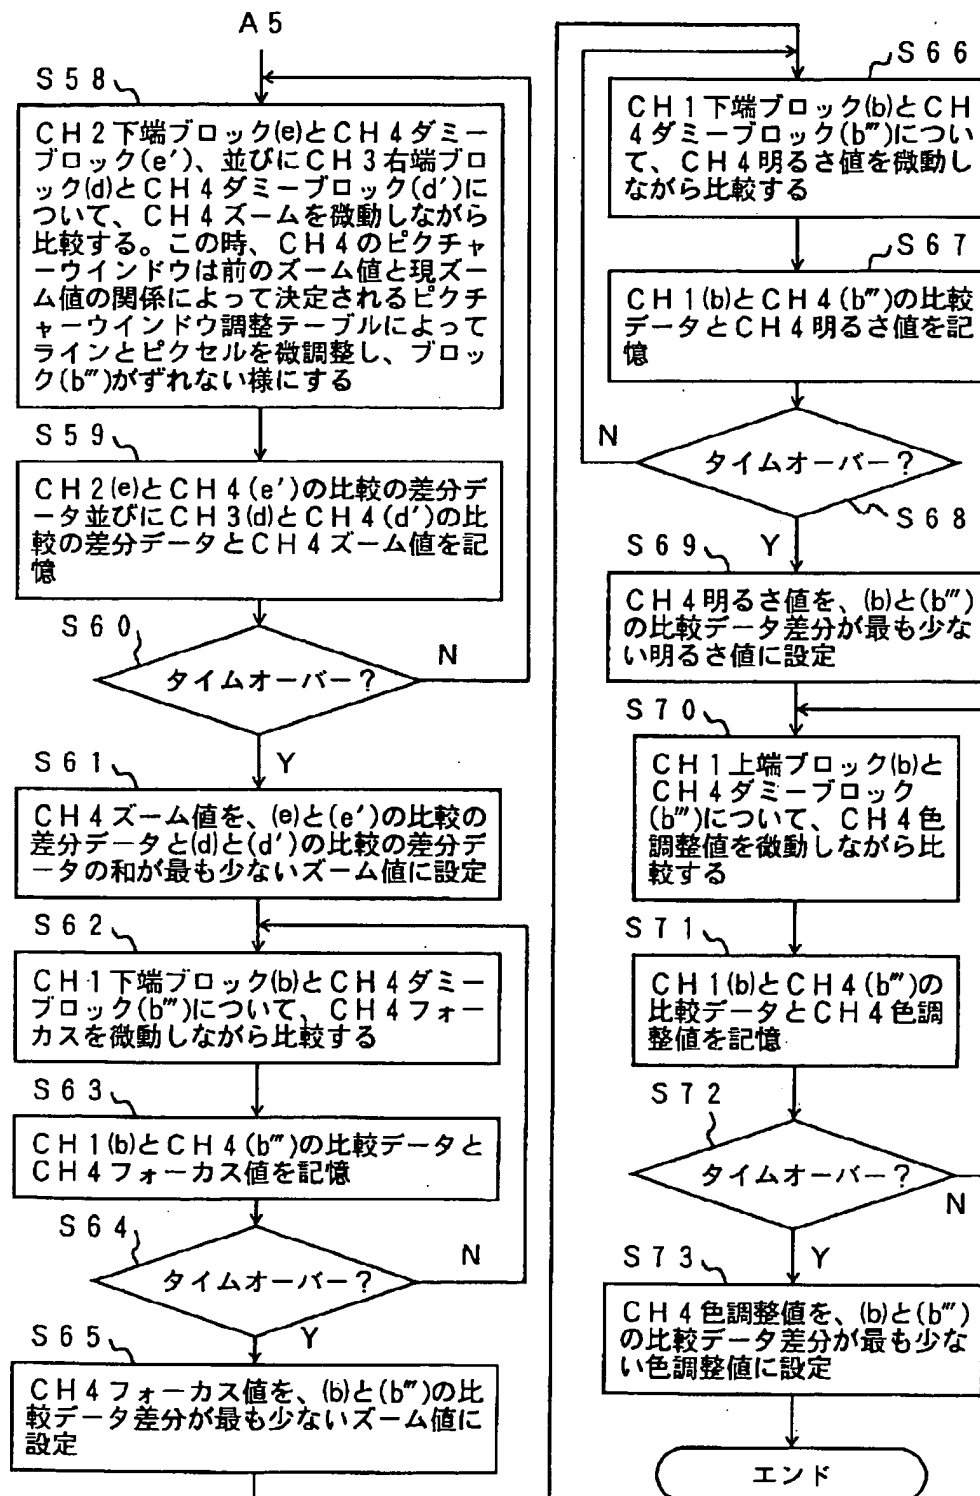 A5
S58
CH2下端ブロック(e)とCH4ダミー
ブロック(e′)、並びにCH3右端ブロ
ック(d)とCH4ダミーブロック(d′)に
ついて、CH4ズームを微動しながら
比較する。この時、CH4のピクチャ
ーウインドウは前のズーム値と現ズー
ム値の関係によって決定されるピクチ
ャーウインドウ調整テーブルによって
ラインとピクセルを微調整し、ブロッ
ク(b‴)がずれない様にする
S59
CH2(e)とCH4(e′)の比較の差分デ
ータ並びにCH3(d)とCH4(d′)の比
較の差分データとCH4ズーム値を記
憶
S60
タイムオーバー?
N
Y
S61
CH4ズーム値を、(e)と(e′)の比較の
差分データと(d)と(d′)の比較の差分デ
ータの和が最も少ないズーム値に設定
S62
CH1下端ブロック(b)とCH4ダミー
ブロック(b‴)について、CH4フォー
カスを微動しながら比較する
S63
CH1(b)とCH4(b‴)の比較データと
CH4フォーカス値を記憶
S64
タイムオーバー?
N
Y
S65
CH4フォーカス値を、(b)と(b‴)の比
較データ差分が最も少ないズーム値に
設定
S66
CH1下端ブロック(b)とCH
4ダミーブロック(b‴)につい
て、CH4明るさ値を微動し
ながら比較する
S67
CH1(b)とCH4(b‴)の比較
データとCH4明るさ値を記
憶
N
タイムオーバー?
S68
Y
S69
CH4明るさ値を、(b)と(b‴)
の比較データ差分が最も少な
い明るさ値に設定
S70
CH1上端ブロック(b)と
CH4ダミーブロック
(b‴)について、CH4色
調整値を微動しながら比
較する
S71
CH1(b)とCH4(b‴)の
比較データとCH4色調
整値を記憶
S72
タイムオーバー?
N
Y
S73
CH4色調整値を、(b)と(b‴)
の比較データ差分が最も少な
い色調整値に設定
エンド